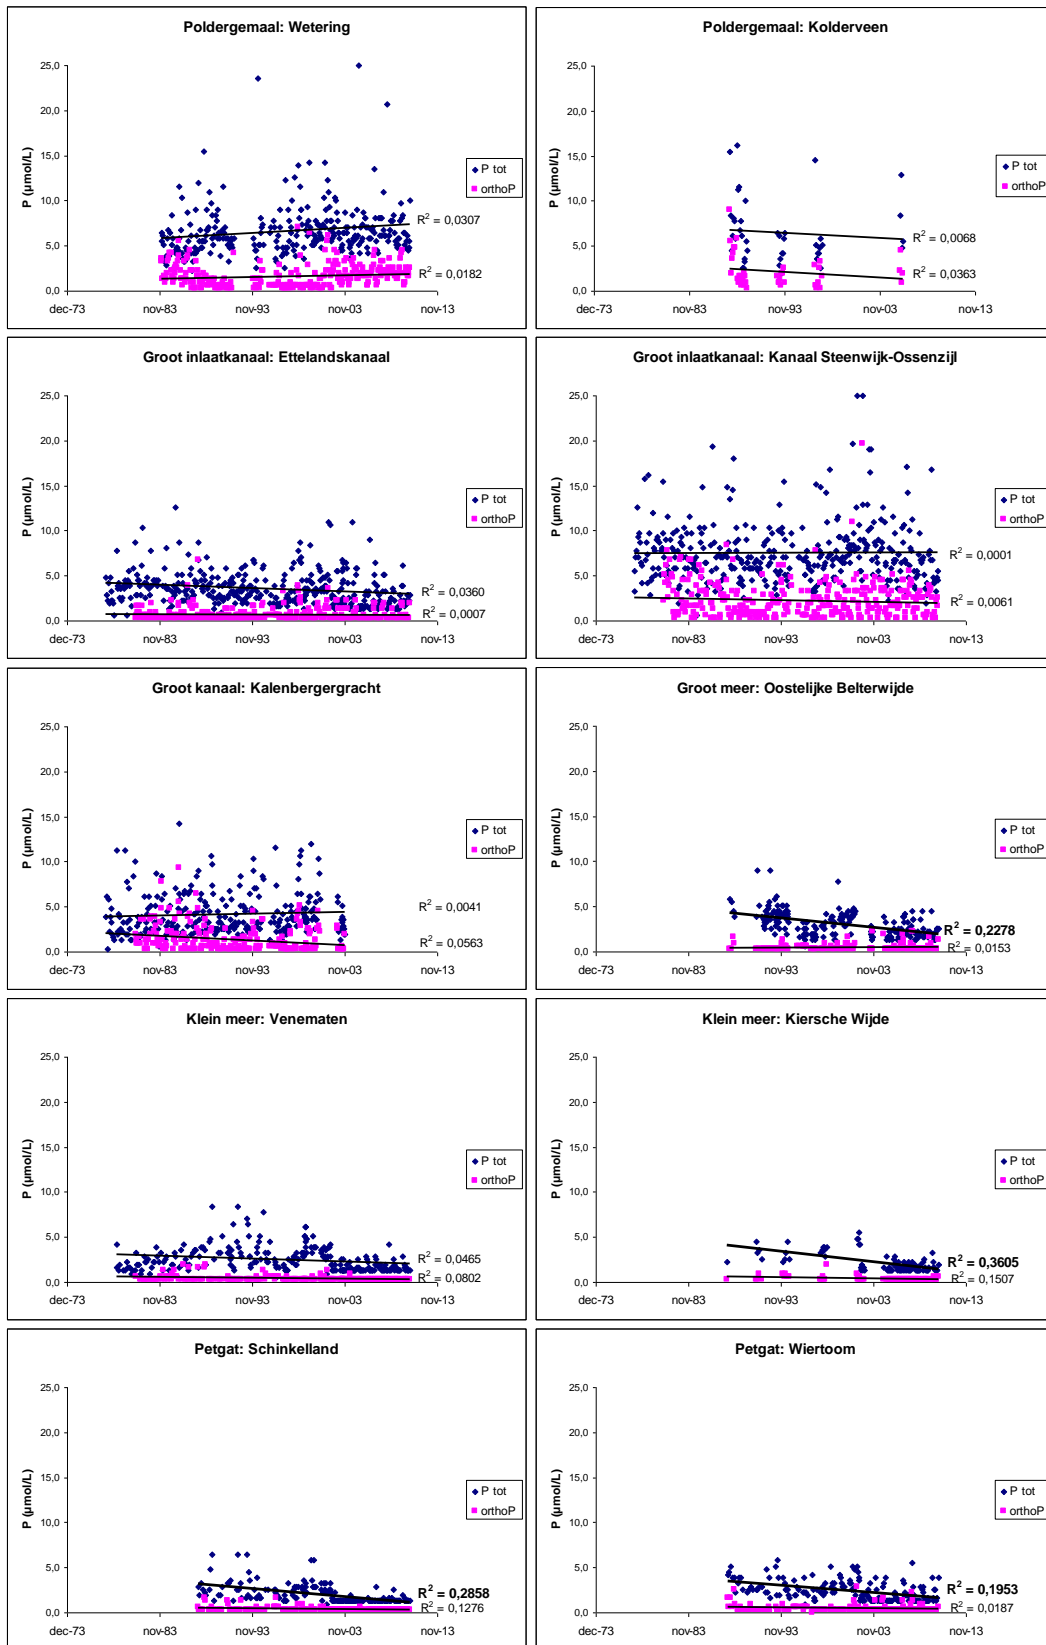 Poldergemaal: Wetering
25,0
20,0
15,0
10,0
5,0
0,0
P (µmol/L)
P tot
orthoP
R² = 0,0307
R² = 0,0182
dec-73 nov-83 nov-93 nov-03 nov-13
Poldergemaal: Kolderveen
25,0
20,0
15,0
10,0
5,0
0,0
P (µmol/L)
P tot
orthoP
R² = 0,0068
R² = 0,0363
dec-73 nov-83 nov-93 nov-03 nov-13
Groot inlaatkanaal: Ettelandskanaal
25,0
20,0
15,0
10,0
5,0
0,0
P (µmol/L)
P tot
orthoP
R² = 0,0360
R² = 0,0007
dec-73 nov-83 nov-93 nov-03 nov-13
Groot inlaatkanaal: Kanaal Steenwijk-Ossenzijl
25,0
20,0
15,0
10,0
5,0
0,0
P (µmol/L)
P tot
orthoP
R² = 0,0001
R² = 0,0061
dec-73 nov-83 nov-93 nov-03 nov-13
Groot kanaal: Kalenbergergracht
25,0
20,0
15,0
10,0
5,0
0,0
P (µmol/L)
P tot
orthoP
R² = 0,0041
R² = 0,0563
dec-73 nov-83 nov-93 nov-03 nov-13
Groot meer: Oostelijke Belterwijde
25,0
20,0
15,0
10,0
5,0
0,0
P (µmol/L)
P tot
orthoP
R² = 0,2278
R² = 0,0153
dec-73 nov-83 nov-93 nov-03 nov-13
Klein meer: Venematen
25,0
20,0
15,0
10,0
5,0
0,0
P (µmol/L)
P tot
orthoP
R² = 0,0465
R² = 0,0802
dec-73 nov-83 nov-93 nov-03 nov-13
Klein meer: Kiersche Wijde
25,0
20,0
15,0
10,0
5,0
0,0
P (µmol/L)
P tot
orthoP
R² = 0,3605
R² = 0,1507
dec-73 nov-83 nov-93 nov-03 nov-13
Petgat: Schinkelland
25,0
20,0
15,0
10,0
5,0
0,0
P (µmol/L)
P tot
orthoP
R² = 0,2858
R² = 0,1276
dec-73 nov-83 nov-93 nov-03 nov-13
Petgat: Wiertoom
25,0
20,0
15,0
10,0
5,0
0,0
P (µmol/L)
P tot
orthoP
R² = 0,1953
R² = 0,0187
dec-73 nov-83 nov-93 nov-03 nov-13